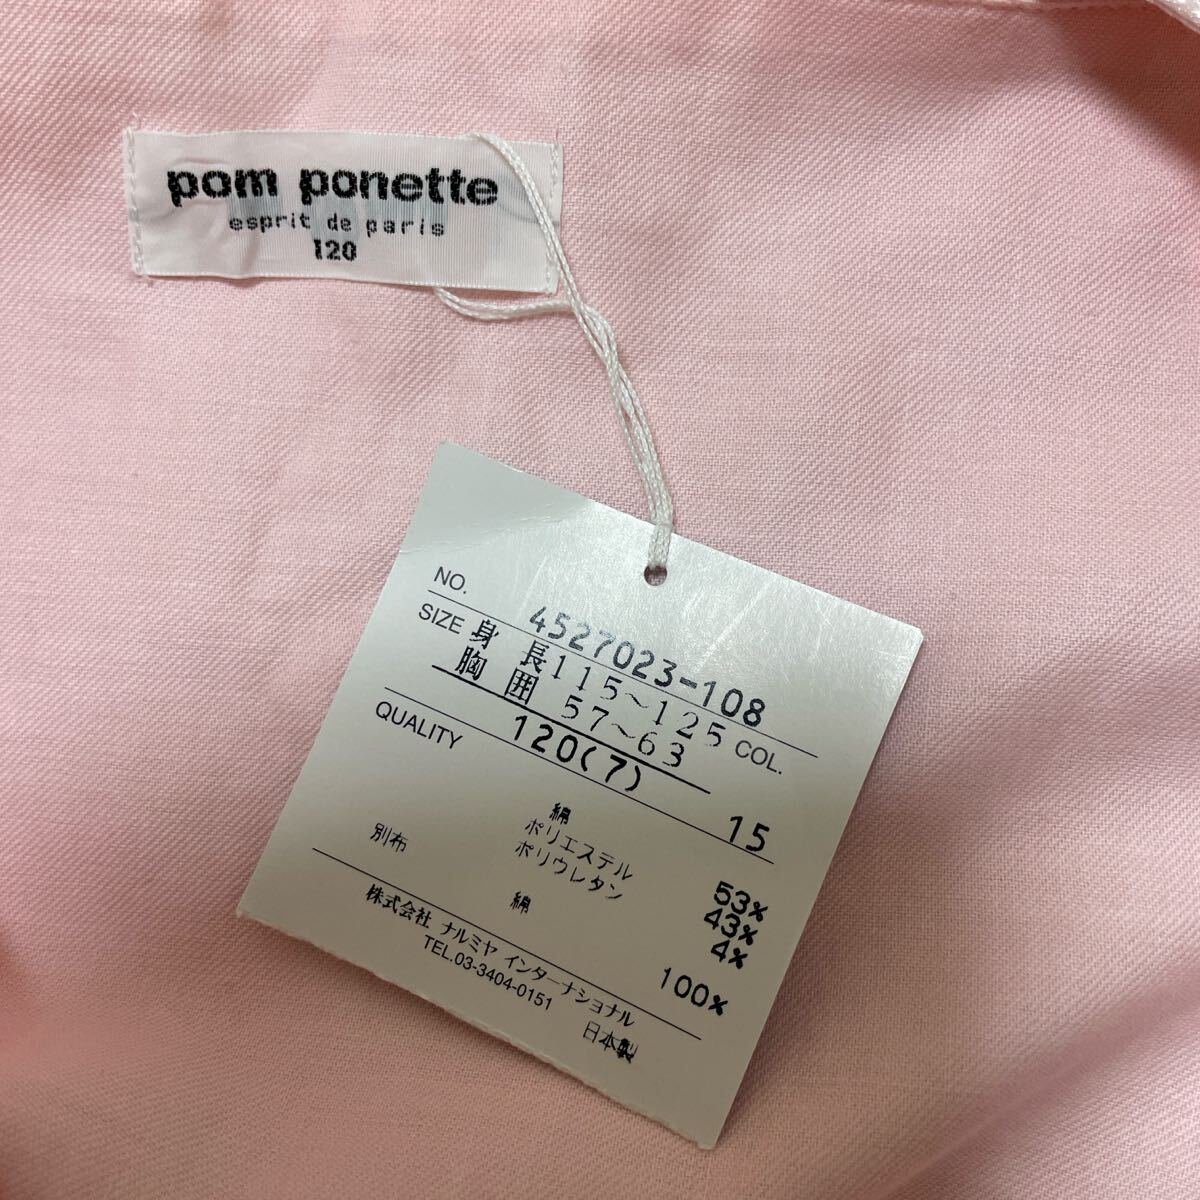 pom ponette
esprit de paris
120
NO. 4527023-108
SIZE 身長115~125
胸囲 57~63
120(7)
COL. 15
QUALITY
綿 53%
ポリエステル 43%
ポリウレタン 4%
別布 綿 100%
株式会社 ナルミヤ インターナショナル
TEL.03-3404-0151 日本製